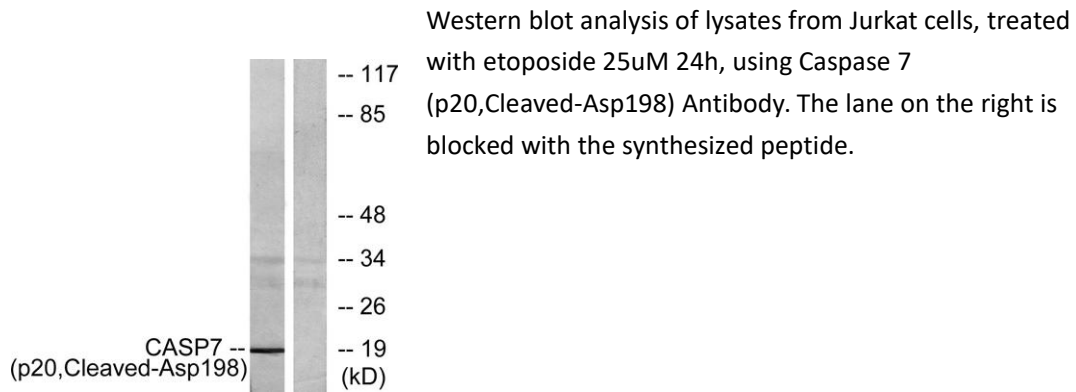 Western blot analysis of lysates from Jurkat cells, treated
with etoposide 25uM 24h, using Caspase 7
(p20,Cleaved-Asp198) Antibody. The lane on the right is
blocked with the synthesized peptide.
-- 117
-- 85
-- 48
-- 34
-- 26
CASP7 -- -- 19
(p20,Cleaved-Asp198) (kD)